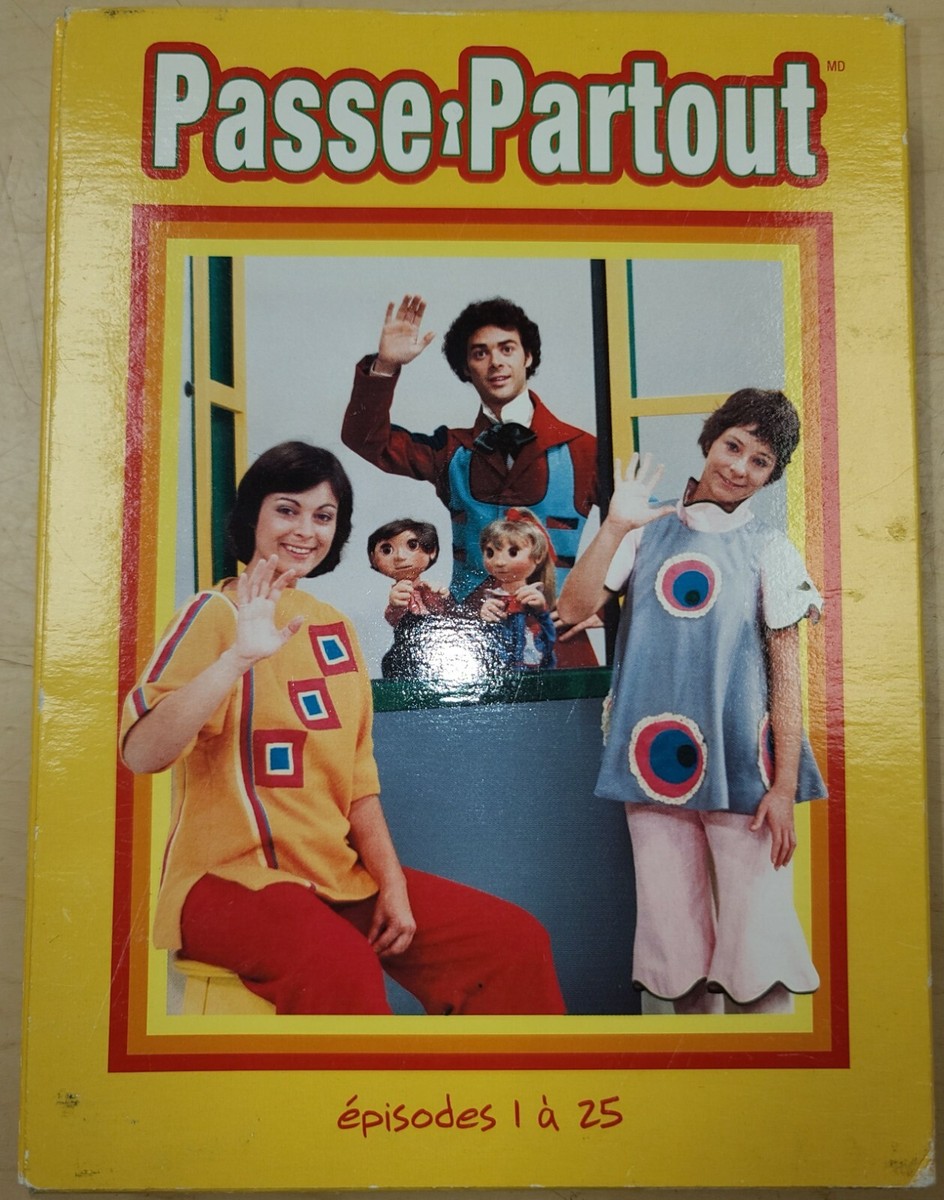 Passe-Partout MD
épisodes 1 à 25